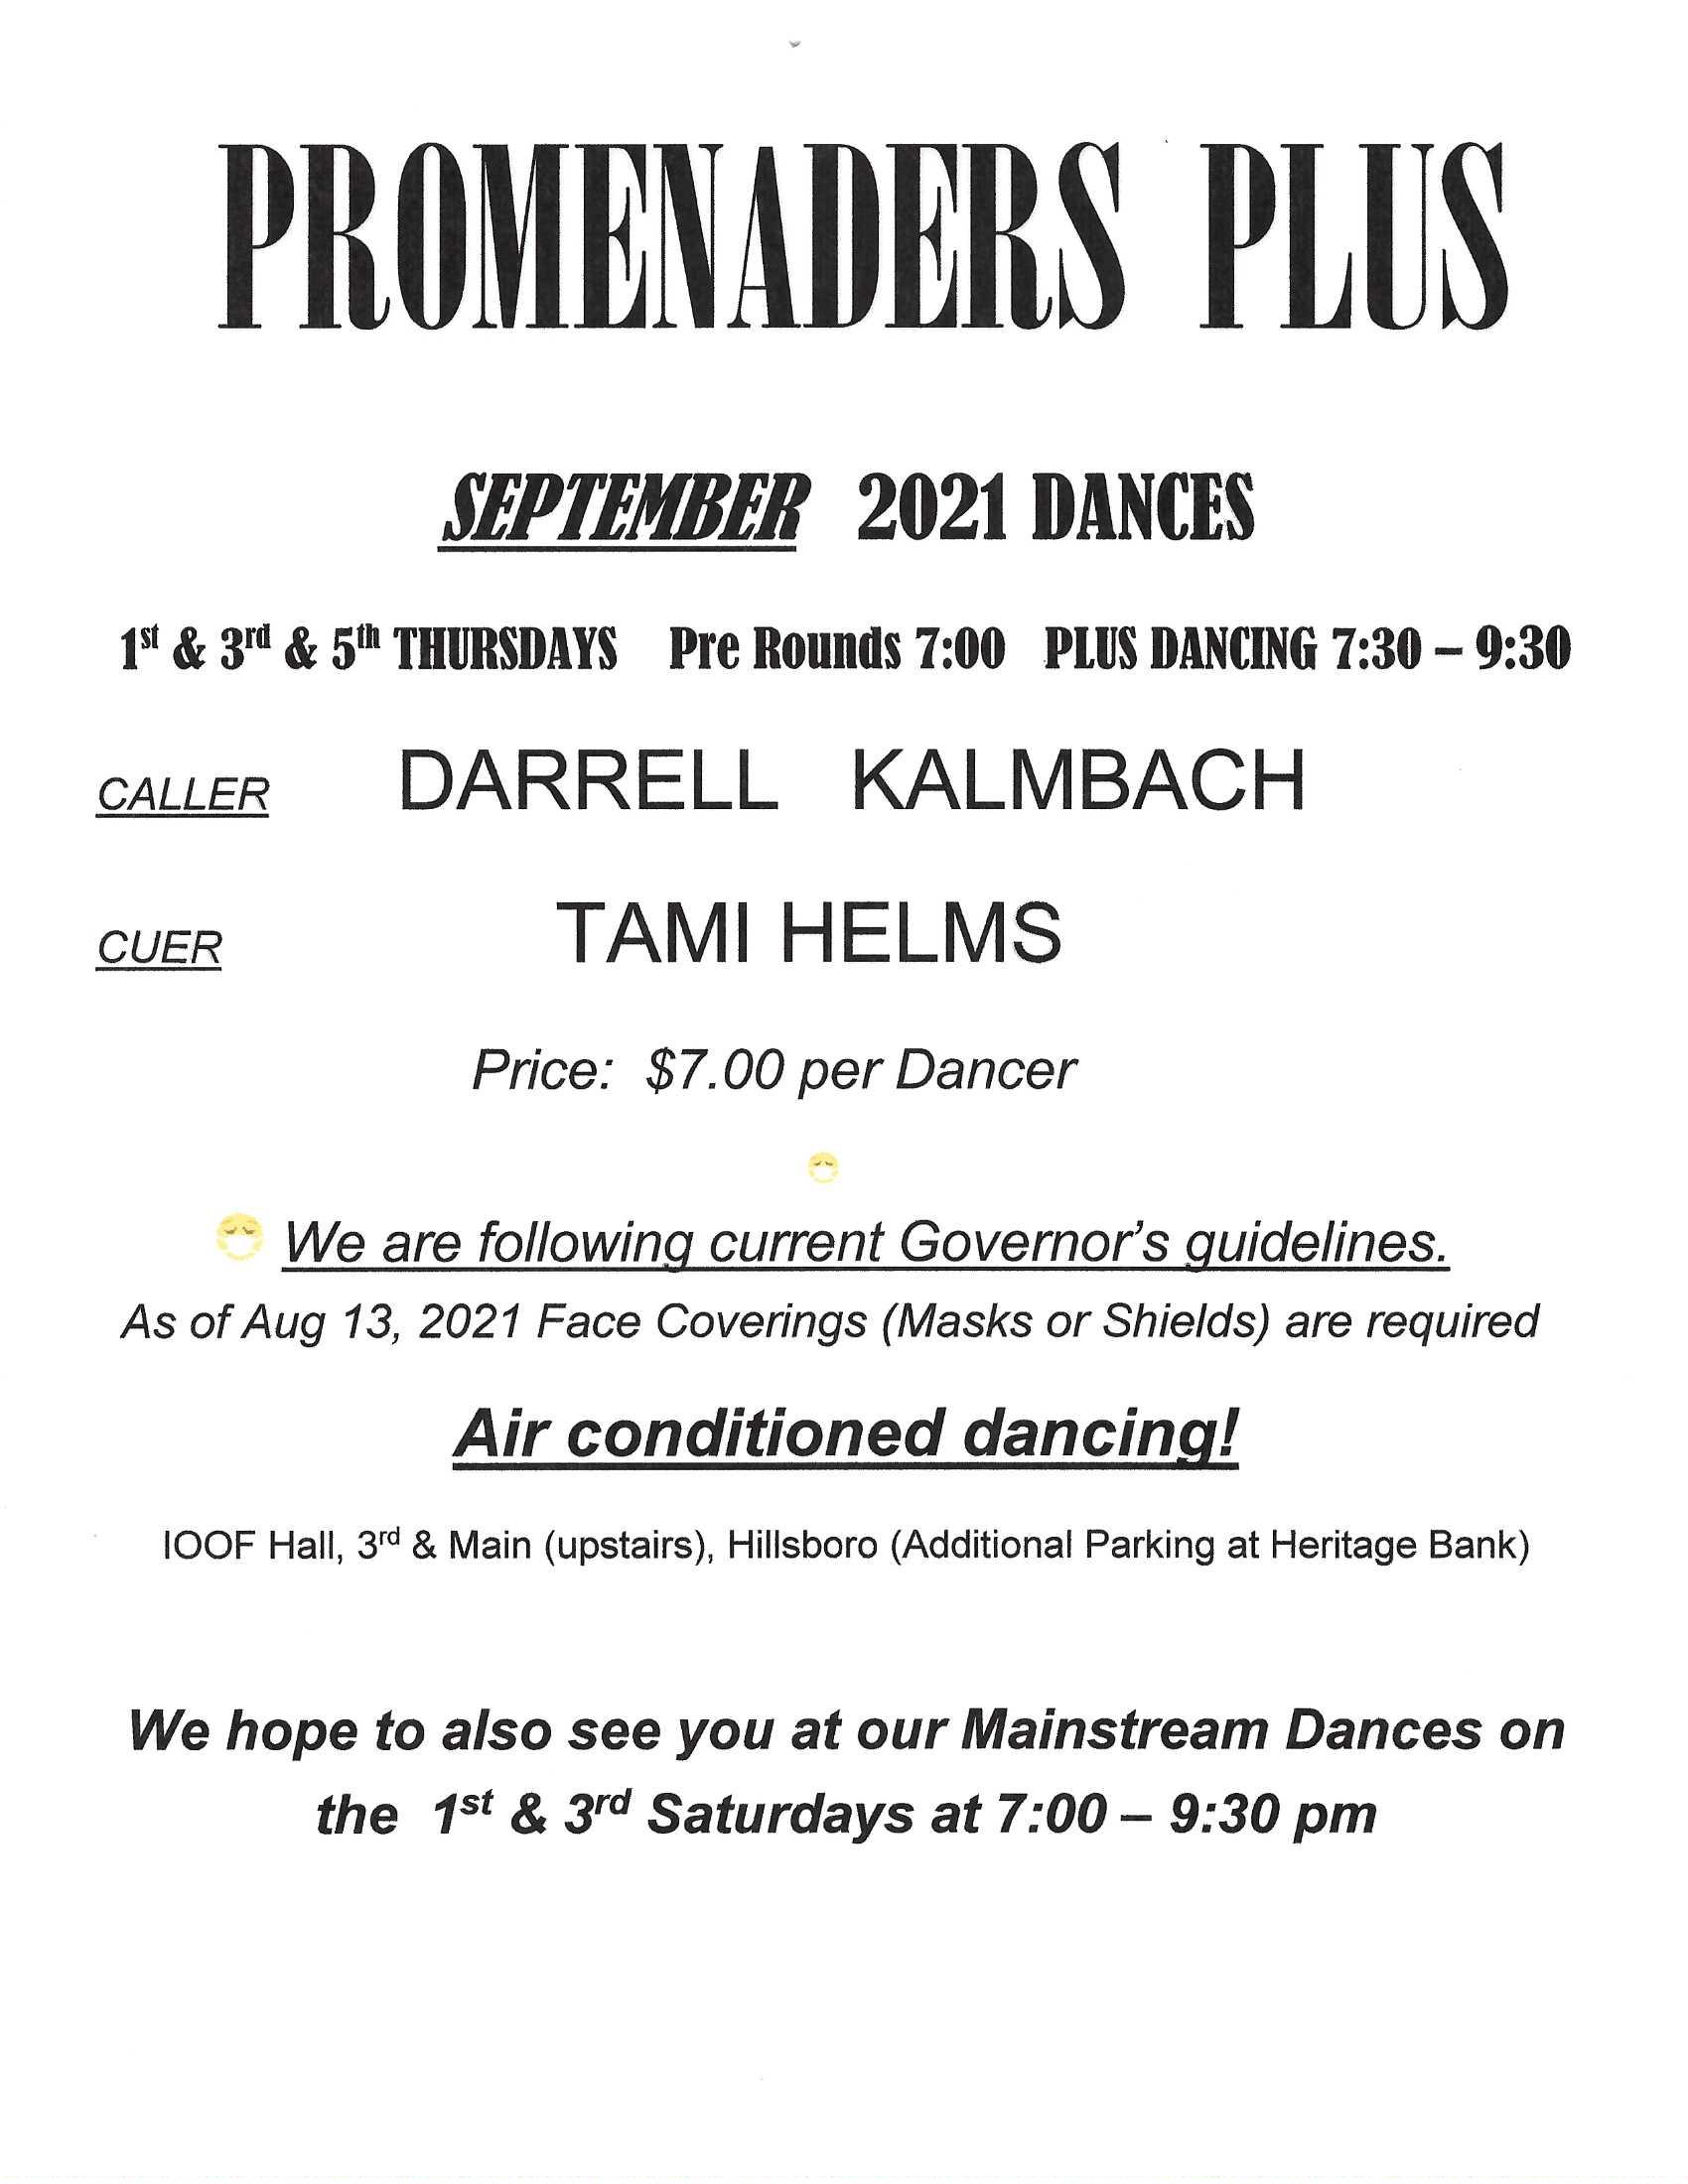 PROMENADERS PLUS
SEPTEMBER 2021 DANCES
1st & 3rd & 5th THURSDAYS Pre Rounds 7:00 PLUS DANCING 7:30 – 9:30
CALLER DARRELL KALMBACH
CUER TAMI HELMS
Price: $7.00 per Dancer
We are following current Governor's guidelines.
As of Aug 13, 2021 Face Coverings (Masks or Shields) are required
Air conditioned dancing!
IOOF Hall, 3rd & Main (upstairs), Hillsboro (Additional Parking at Heritage Bank)
We hope to also see you at our Mainstream Dances on
the 1st & 3rd Saturdays at 7:00 – 9:30 pm